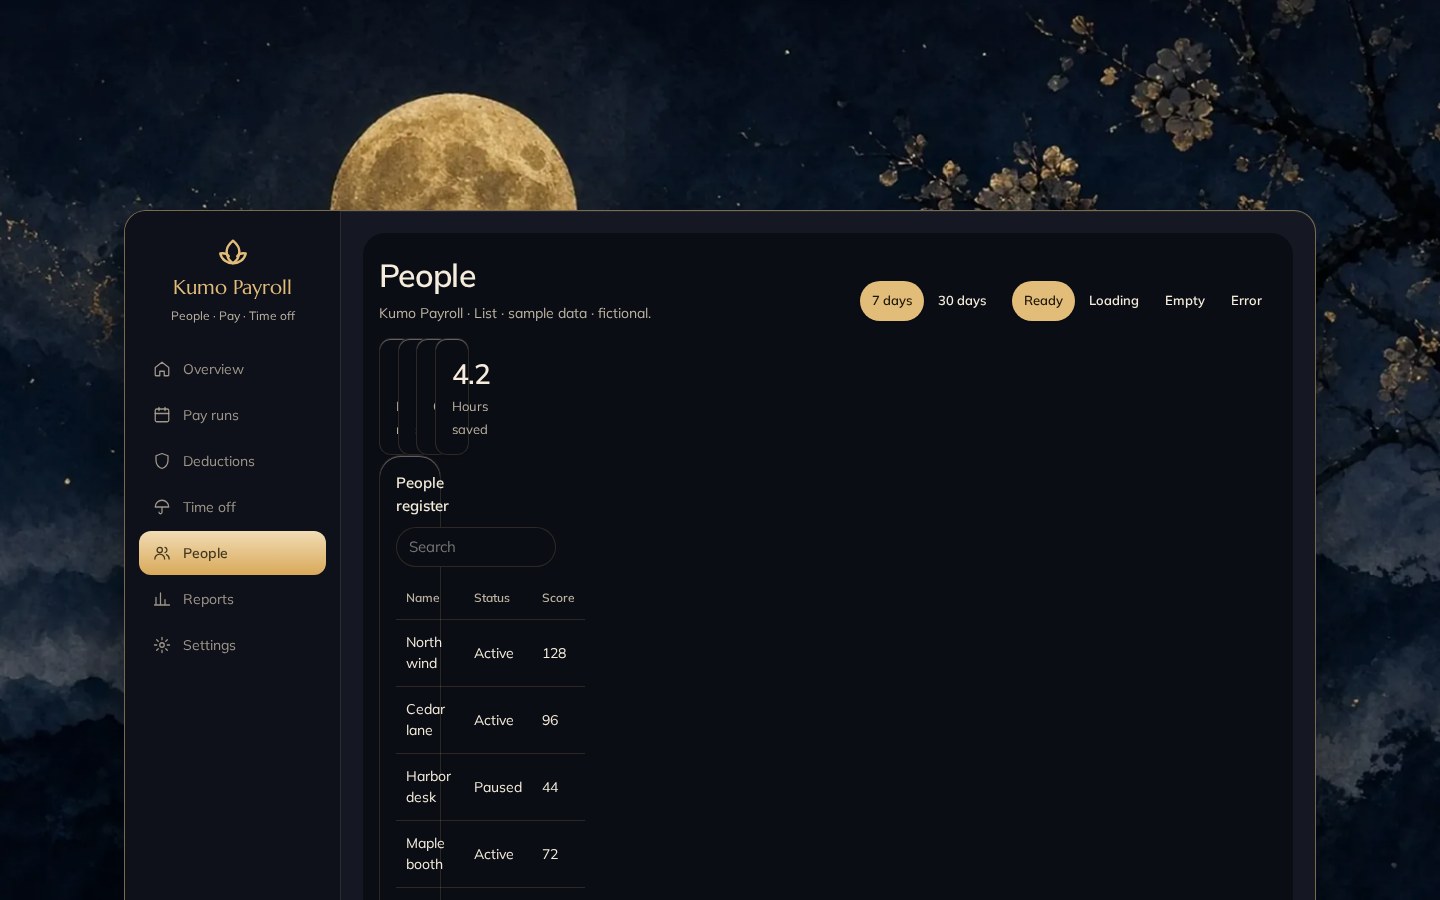 Kumo Payroll
People · Pay · Time off
Overview
Pay runs
Deductions
Time off
People
Reports
Settings
People
Kumo Payroll · List · sample data · fictional.
7 days
30 days
Ready
Loading
Empty
Error
4.2
Hours
saved
People
register
Search
Name
Status
Score
North
wind
Active
128
Cedar
lane
Active
96
Harbor
desk
Paused
44
Maple
booth
Active
72